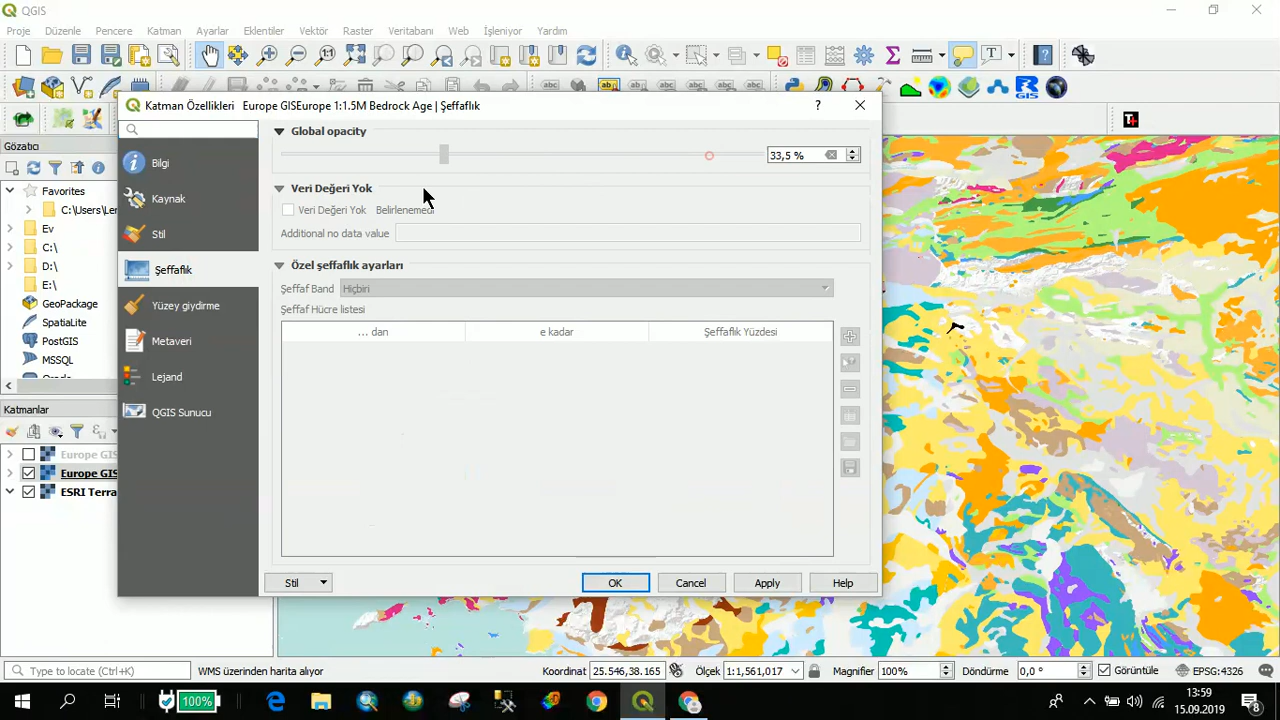 QGIS
Proje Düzenle Pencere Katman Ayarlar Eklentiler Vektör Raster Veritabanı Web İşleniyor Yardım
Katman Özellikleri Europe GISEurope 1:1.5M Bedrock Age | Şeffaflık
Gözatıcı
Favorites
C:\Users\Ler
Ev
C:\
D:\
E:\
GeoPackage
SpatiaLite
PostGIS
MSSQL
Katmanlar
Europe GI
Europe GIS
ESRI Terra
Bilgi
Kaynak
Stil
Şeffaflık
Yüzey giydirme
Metaveri
Lejand
QGIS Sunucu
Global opacity
33,5 %
Veri Değeri Yok
Veri Değeri Yok Belirlenemedi
Additional no data value
Özel şeffaflık ayarları
Şeffaf Band Hiçbiri
Şeffaf Hücre listesi
... dan e kadar Şeffaflık Yüzdesi
Stil OK Cancel Apply Help
Type to locate (Ctrl+K) WMS üzerinden harita alıyor Koordinat 25.546,38.165 Ölçek 1:1,561,017 Magnifier 100% Döndürme 0,0 ° Görüntüle EPSG:4326
100%
13:59
15.09.2019
8